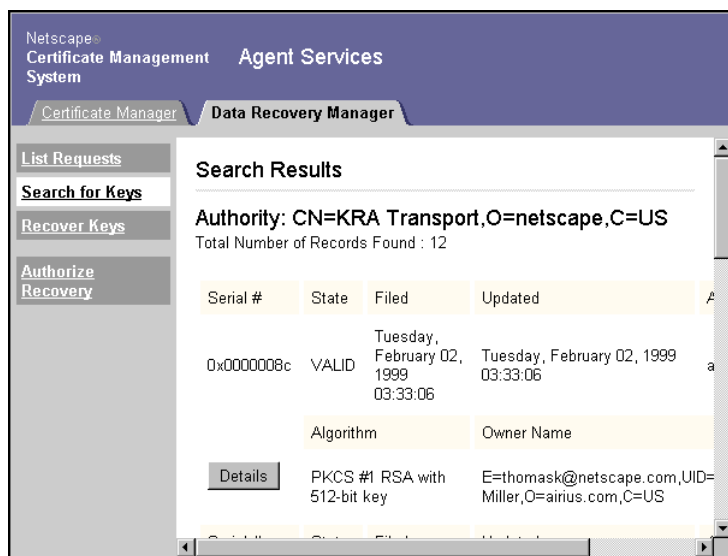 Netscape®
Certificate Management
System
Agent Services
Certificate Manager
Data Recovery Manager
List Requests
Search for Keys
Recover Keys
Authorize
Recovery
Search Results
Authority: CN=KRA Transport,O=netscape,C=US
Total Number of Records Found : 12
Serial # State Filed Updated
Tuesday,
February 02,
1999
03:33:06
0x0000008c VALID
Tuesday, February 02, 1999
03:33:06
Algorithm Owner Name
Details
PKCS #1 RSA with
512-bit key
E=thomask@netscape.com,UID=
Miller,O=airius.com,C=US